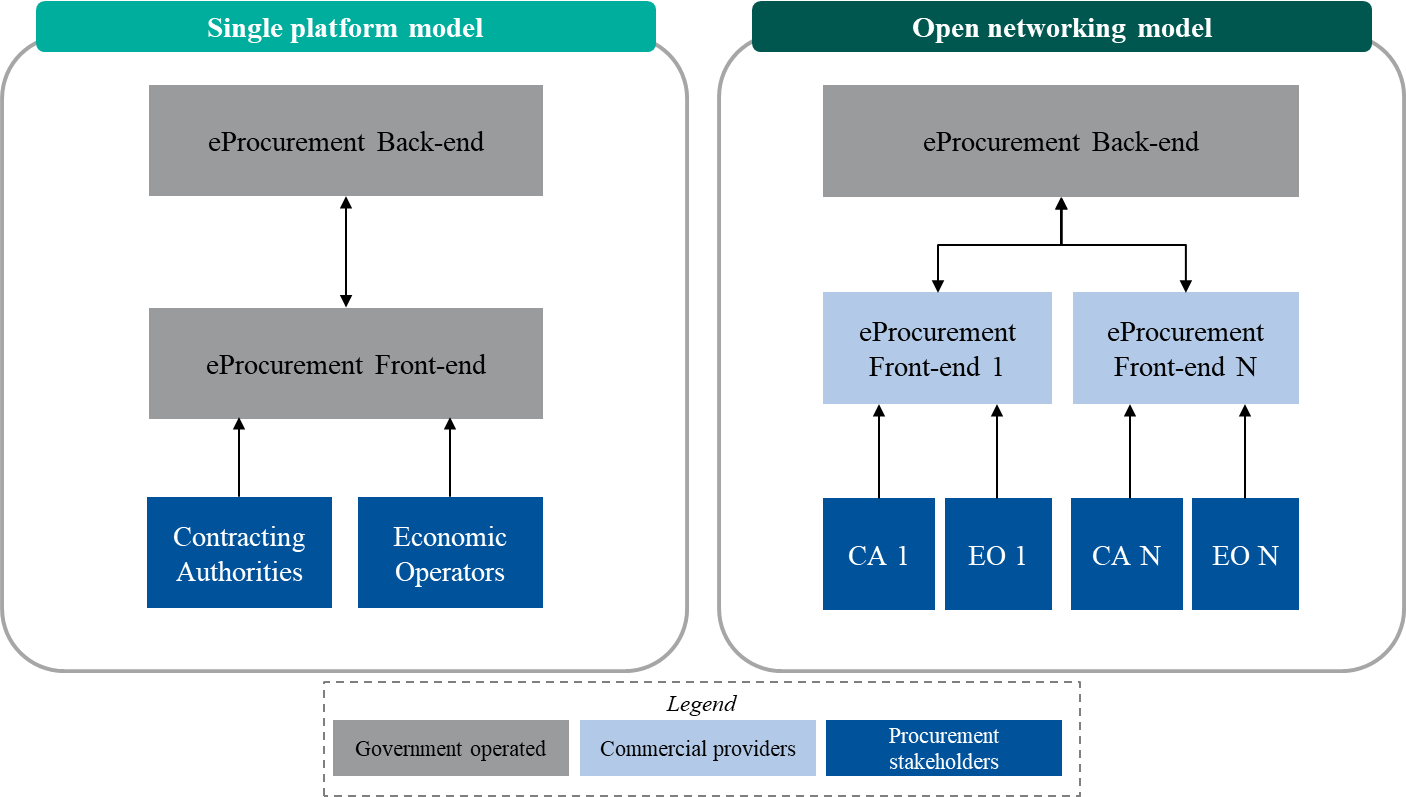 Single platform model
eProcurement Back-end
eProcurement Front-end
Contracting
Authorities
Economic
Operators
Open networking model
eProcurement Back-end
eProcurement
Front-end 1
eProcurement
Front-end N
CA 1
EO 1
CA N
EO N
Legend
Government operated
Commercial providers
Procurement
stakeholders